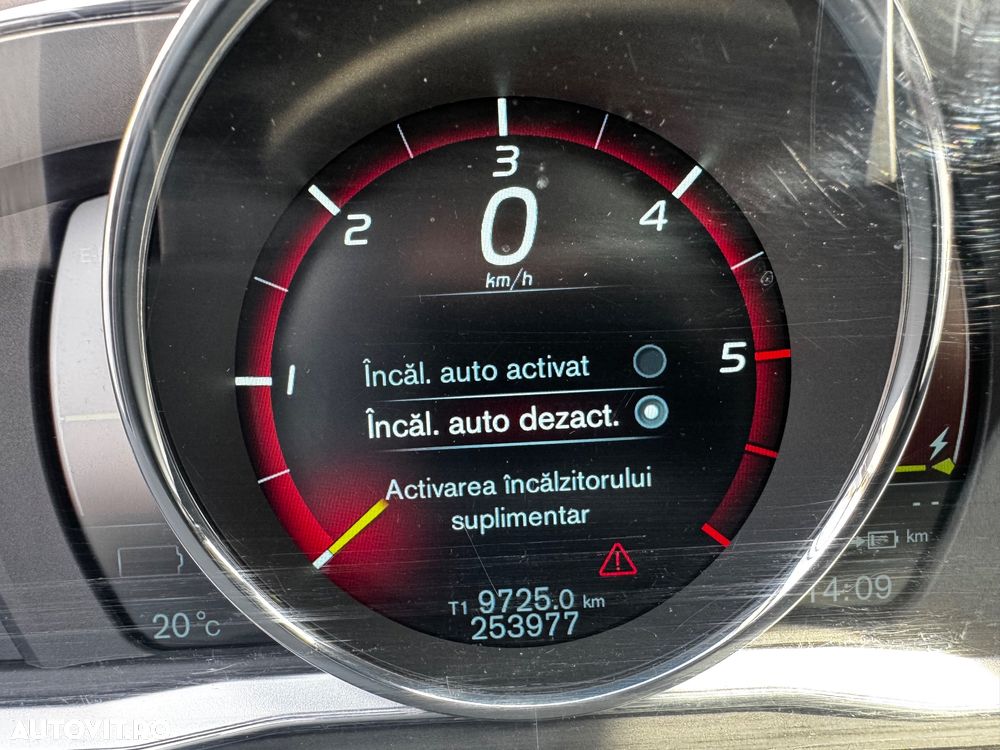 3
2
4
0
km/h
1
5
Încăl. auto activat
Încăl. auto dezact.
Activarea încălzitorului
suplimentar
T1 9725.0 km
253977
20°C
-- km
14:09
AUTOVIT.RO